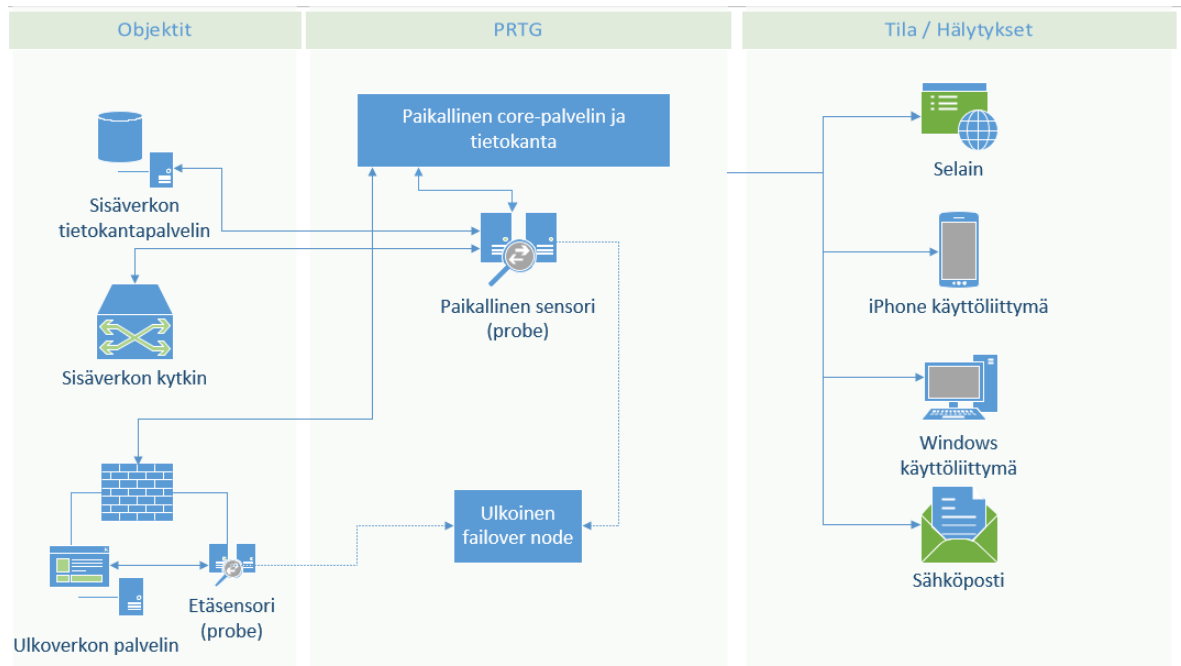 Objektit
PRTG
Tila / Hälytykset
Paikallinen core-palvelin ja
tietokanta
Selain
Sisäverkon
tietokantapalvelin
Paikallinen sensori
(probe)
iPhone käyttöliittymä
Sisäverkon kytkin
Windows
käyttöliittymä
Ulkoinen
failover node
Sähköposti
Etäsensori
(probe)
Ulkoverkon palvelin